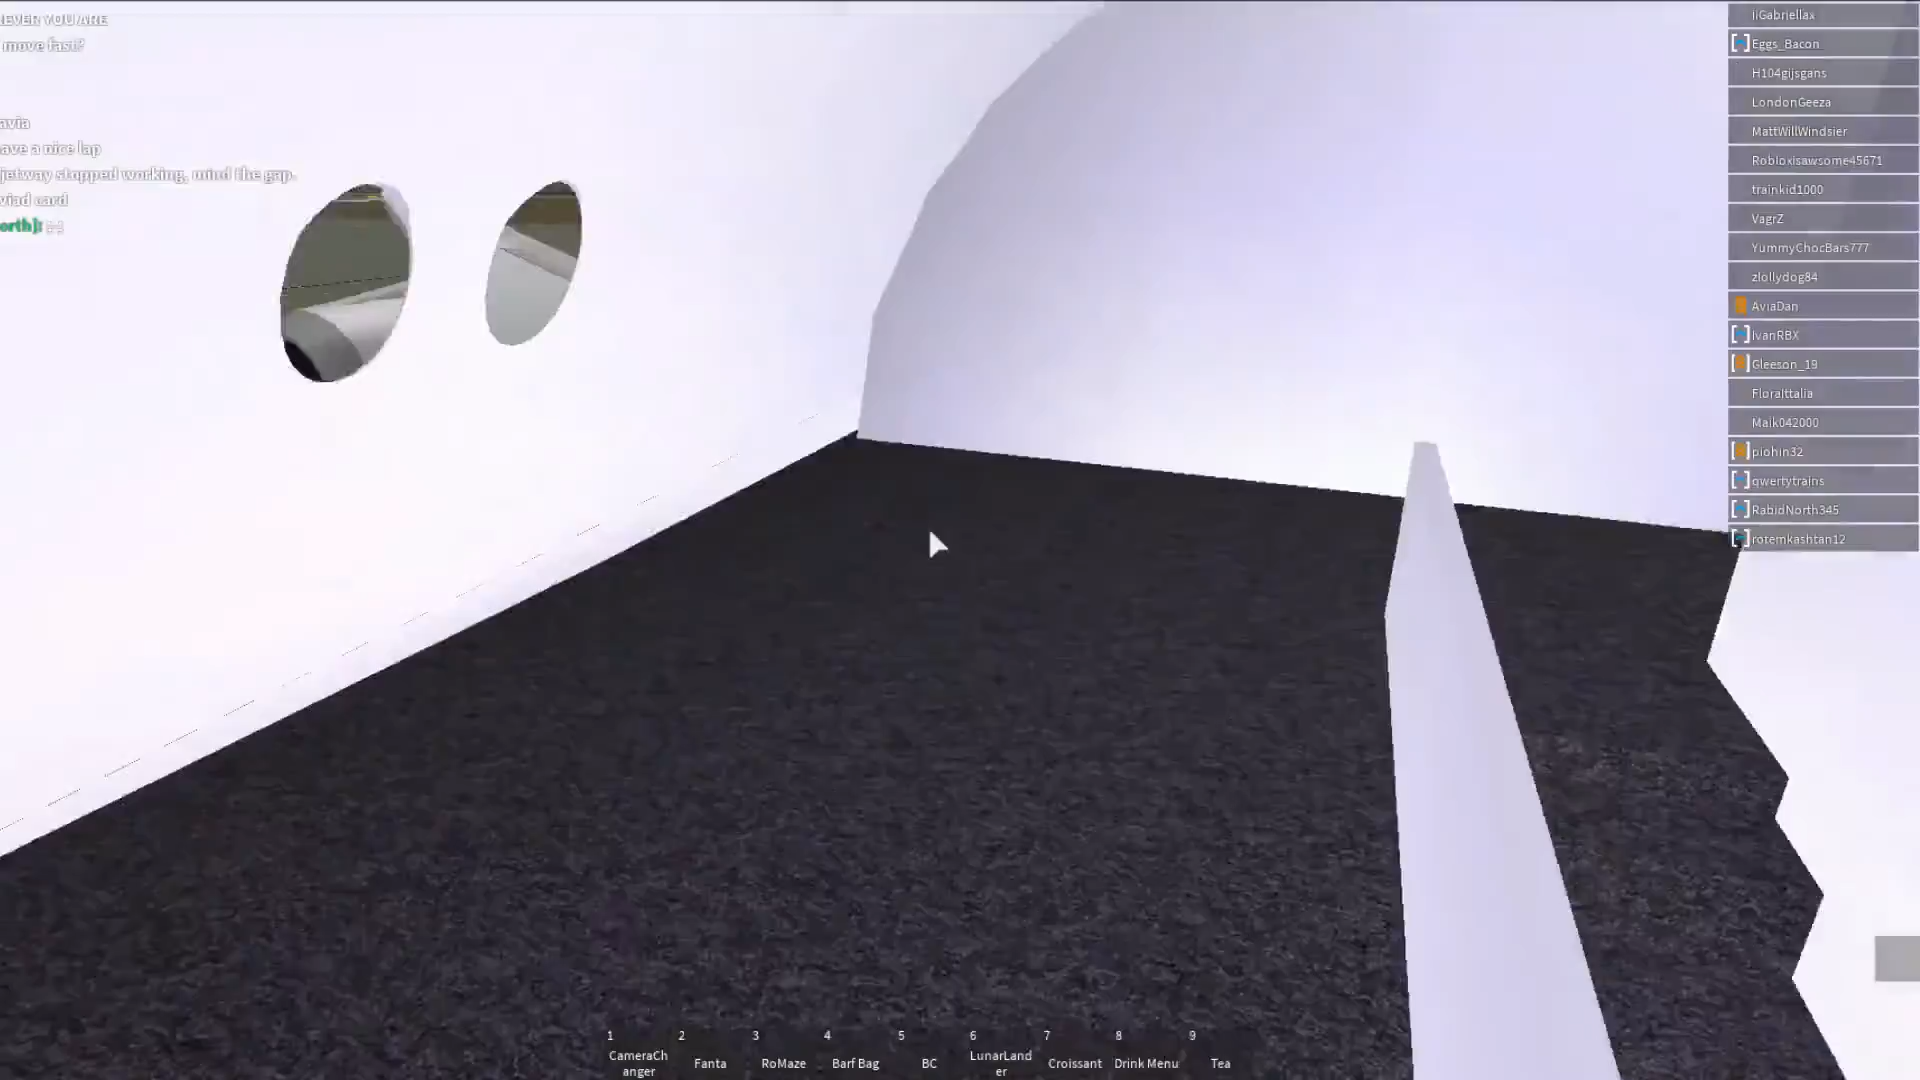 EVER YOU ARE
move fast?
avia
ave a nice lap
jetway stopped working, mind the gap.
viad card
orth]: ;-;
iiGabriellax
Eggs_Bacon
H104gijsgans
LondonGeeza
MattWillWindsier
Robloxisawsome45671
trainkid1000
VagrZ
YummyChocBars777
zlollydog84
AviaDan
IvanRBX
Gleeson_19
FloraIttalia
Maik042000
piohin32
qwertytrains
RabidNorth345
rotemkashtan12
1 2 3 4 5 6 7 8 9
CameraCh
anger
Fanta
RoMaze
Barf Bag
BC
LunarLand
er
Croissant
Drink Menu
Tea